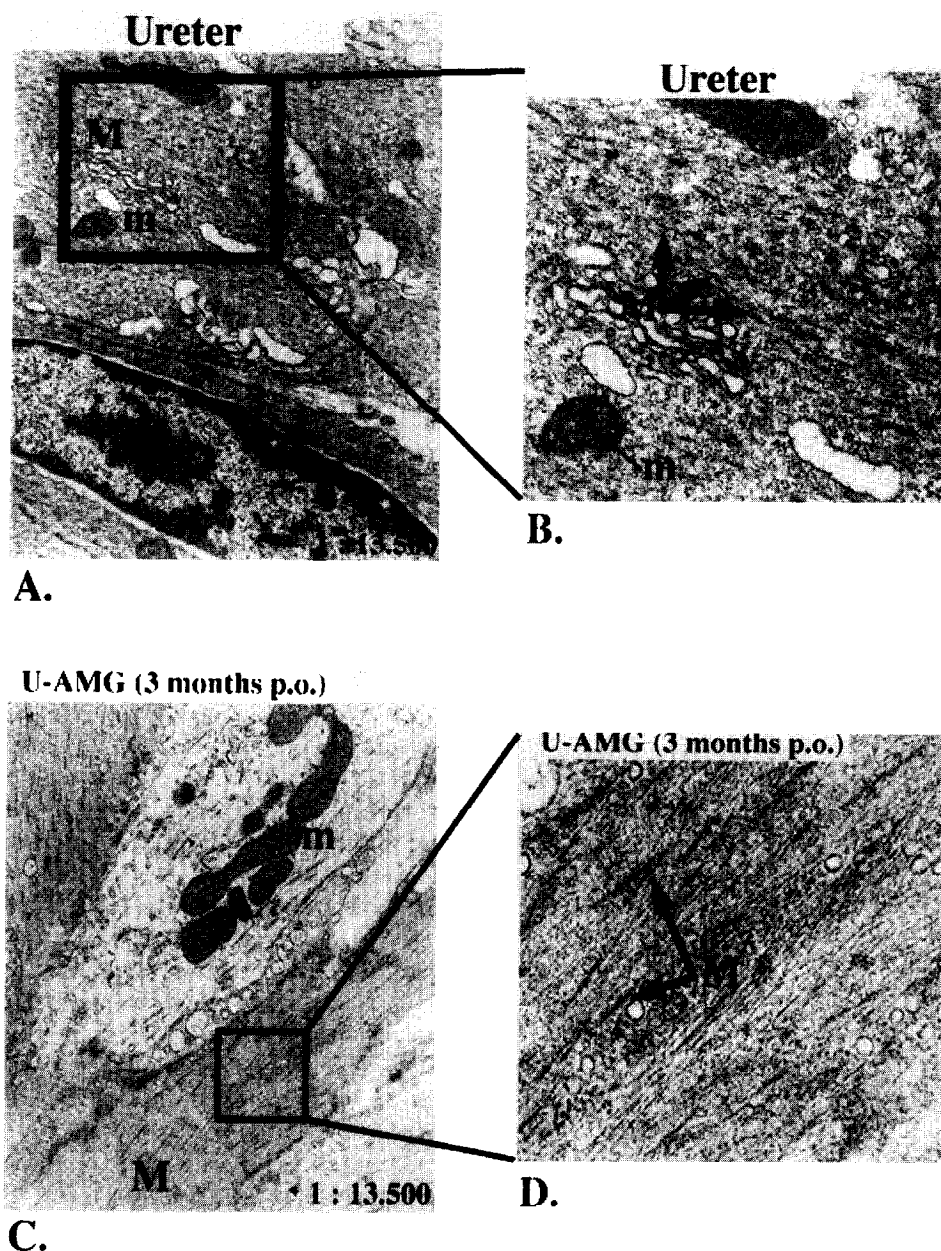 Ureter
M
m
A.
Ureter
m
B.
U-AMG (3 months p.o.)
m
M
1 : 13.500
C.
U-AMG (3 months p.o.)
D.